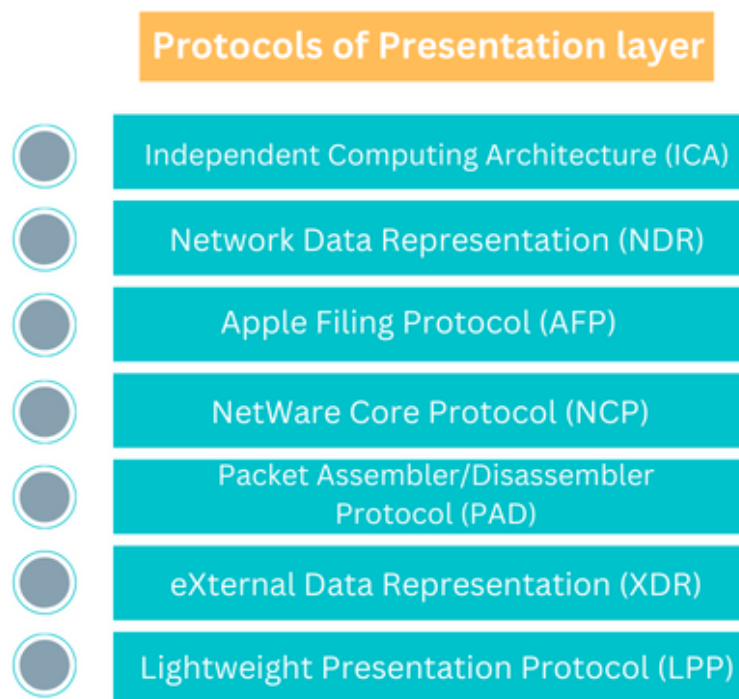 Protocols of Presentation layer
Independent Computing Architecture (ICA)
Network Data Representation (NDR)
Apple Filing Protocol (AFP)
NetWare Core Protocol (NCP)
Packet Assembler/Disassembler
Protocol (PAD)
eXternal Data Representation (XDR)
Lightweight Presentation Protocol (LPP)